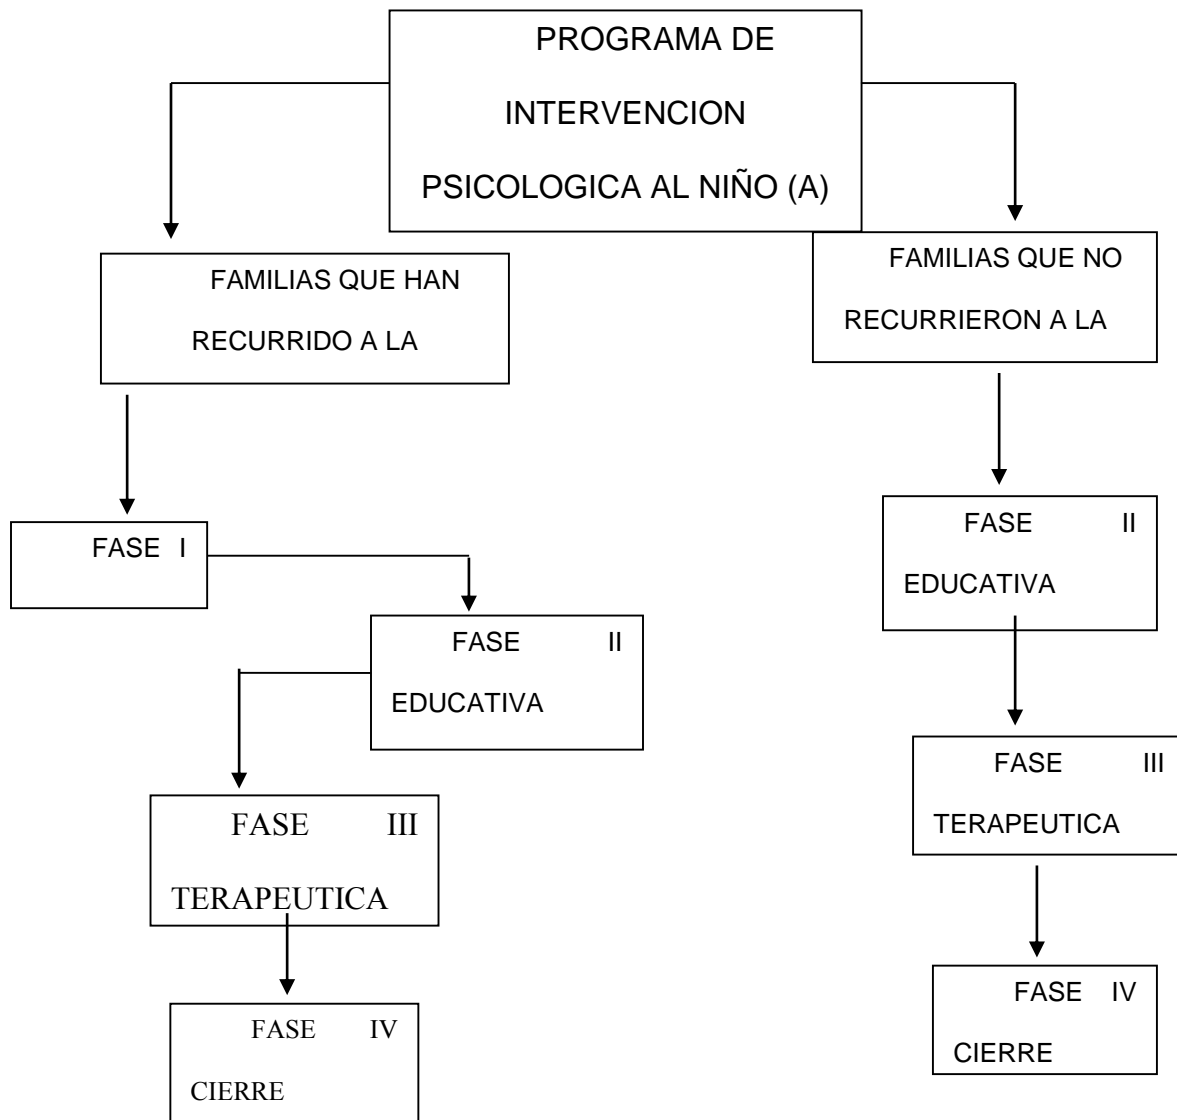 PROGRAMA DE
INTERVENCION
PSICOLOGICA AL NIÑO (A)
FAMILIAS QUE HAN
RECURRIDO A LA
FAMILIAS QUE NO
RECURRIERON A LA
FASE I
FASE II
EDUCATIVA
FASE III
TERAPEUTICA
FASE IV
CIERRE
FASE II
EDUCATIVA
FASE III
TERAPEUTICA
FASE IV
CIERRE